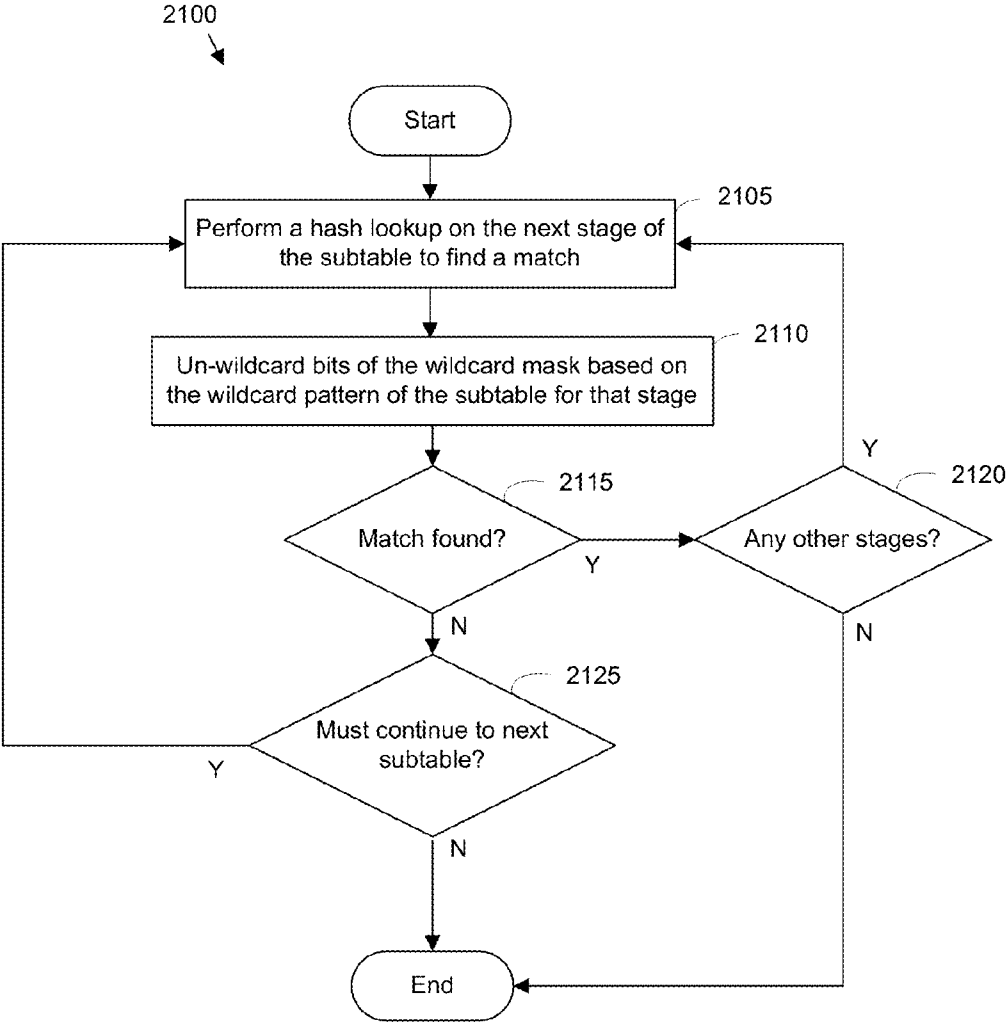 2100
Start
2105
Perform a hash lookup on the next stage of
the subtable to find a match
2110
Un-wildcard bits of the wildcard mask based on
the wildcard pattern of the subtable for that stage
Y
2115
2120
Match found?
Any other stages?
Y
N
N
2125
Must continue to next
subtable?
Y
N
End